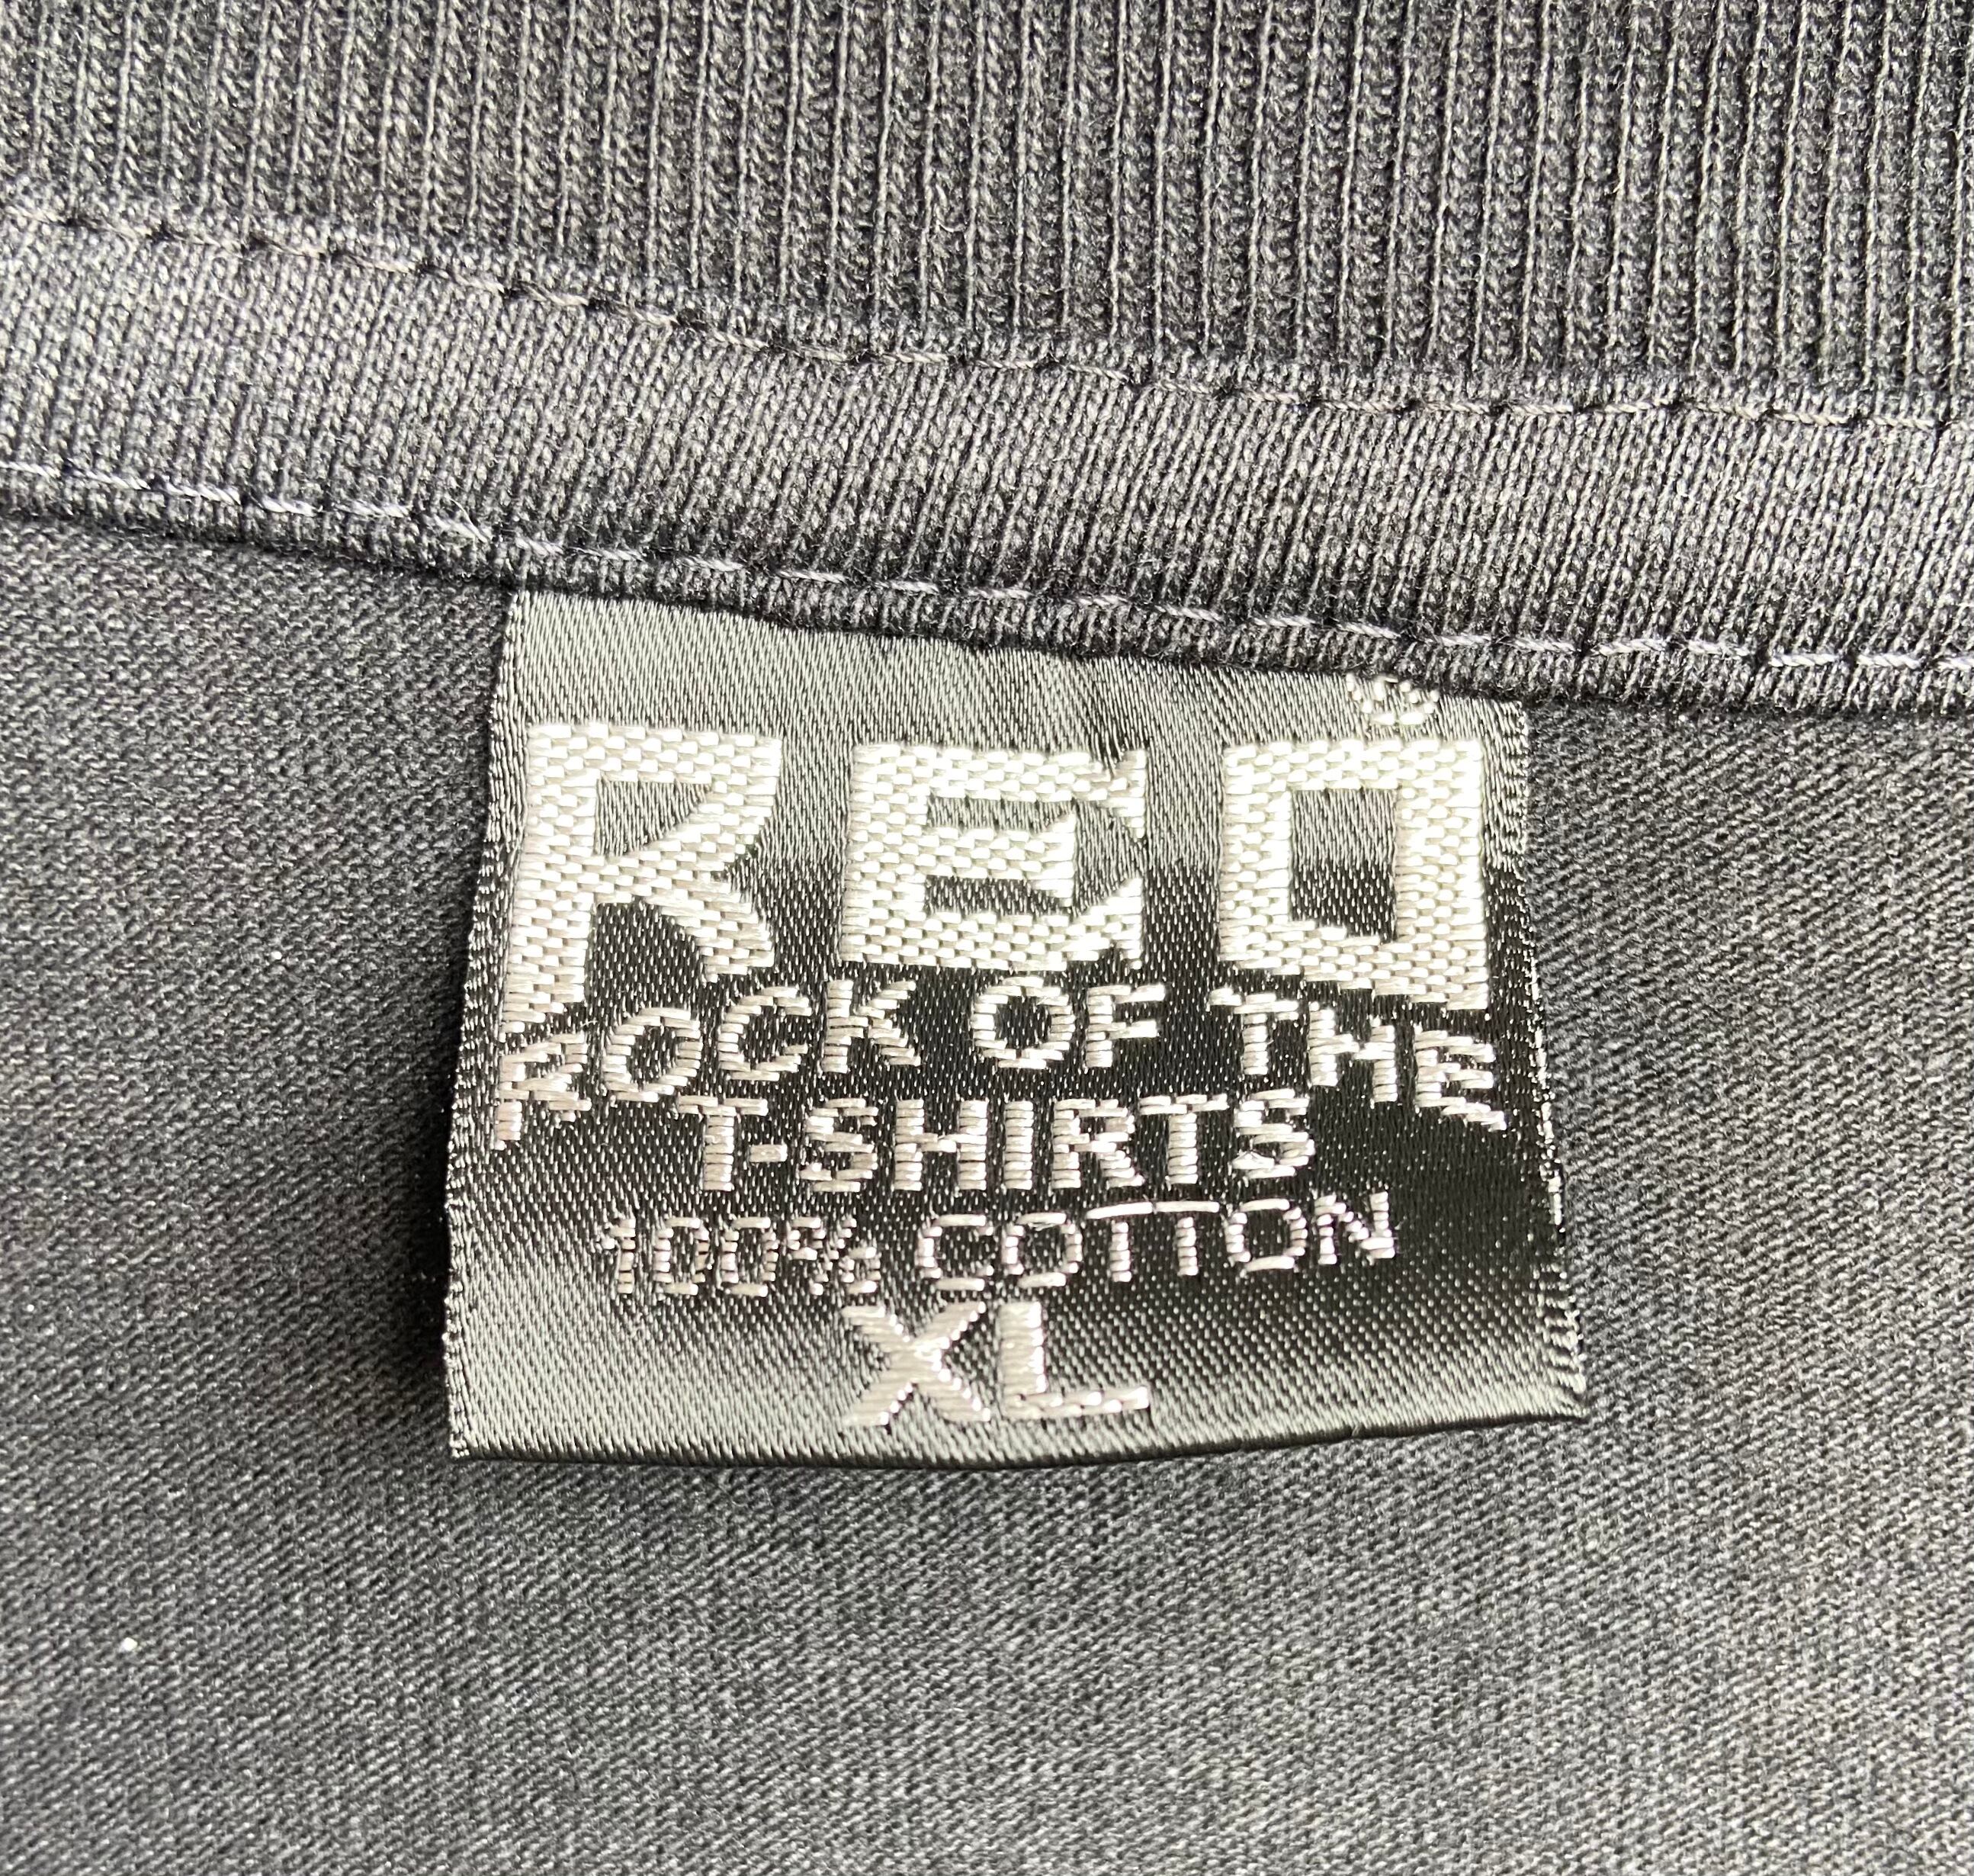 REO
ROCK OF THE
T-SHIRTS
100% COTTON
XL